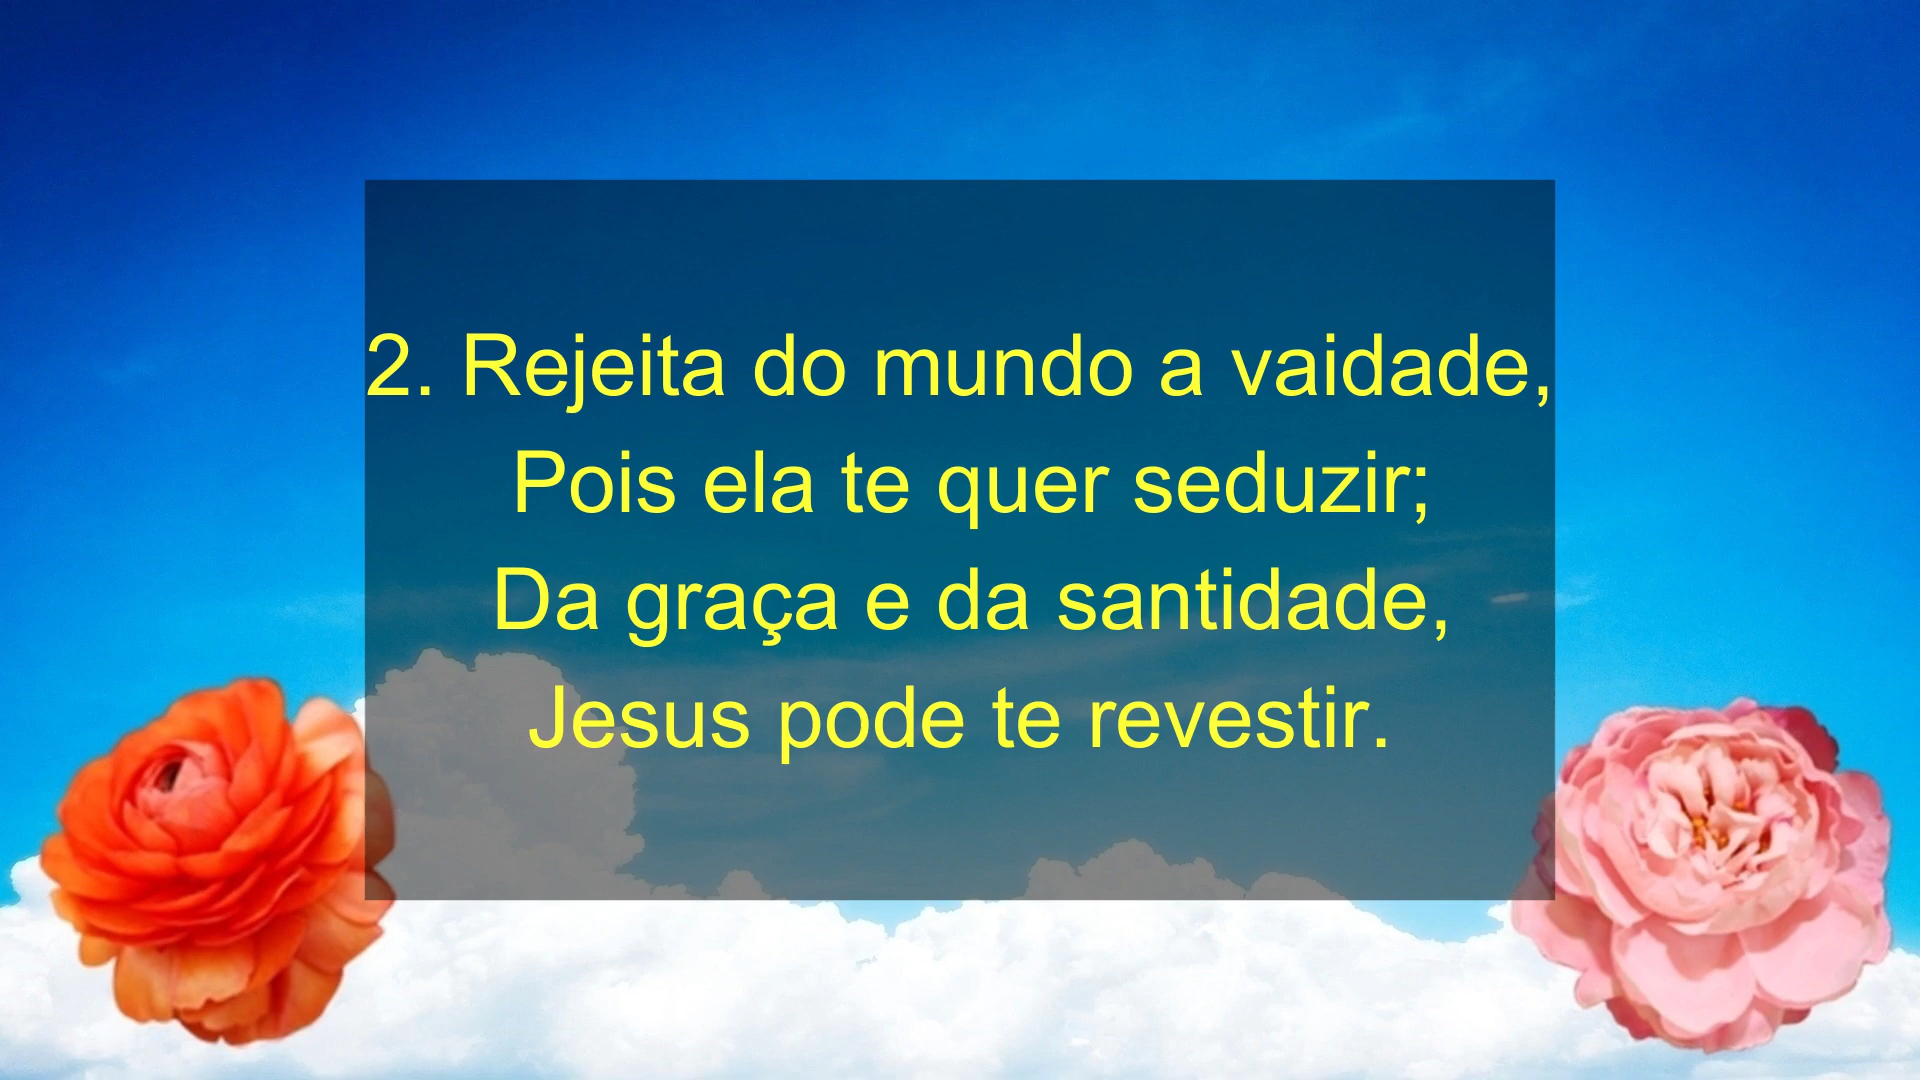 2. Rejeita do mundo a vaidade,
Pois ela te quer seduzir;
Da graça e da santidade,
Jesus pode te revestir.